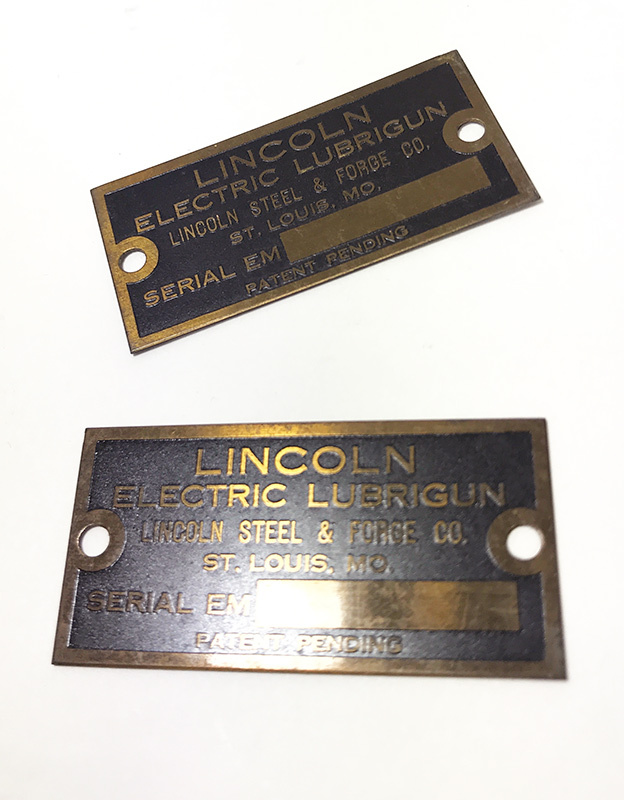 LINCOLN
ELECTRIC LUBRIGUN
LINCOLN STEEL & FORGE CO.
ST. LOUIS, MO.
SERIAL EM
PATENT PENDING
LINCOLN
ELECTRIC LUBRIGUN
LINCOLN STEEL & FORGE CO.
ST. LOUIS, MO.
SERIAL EM
PATENT PENDING